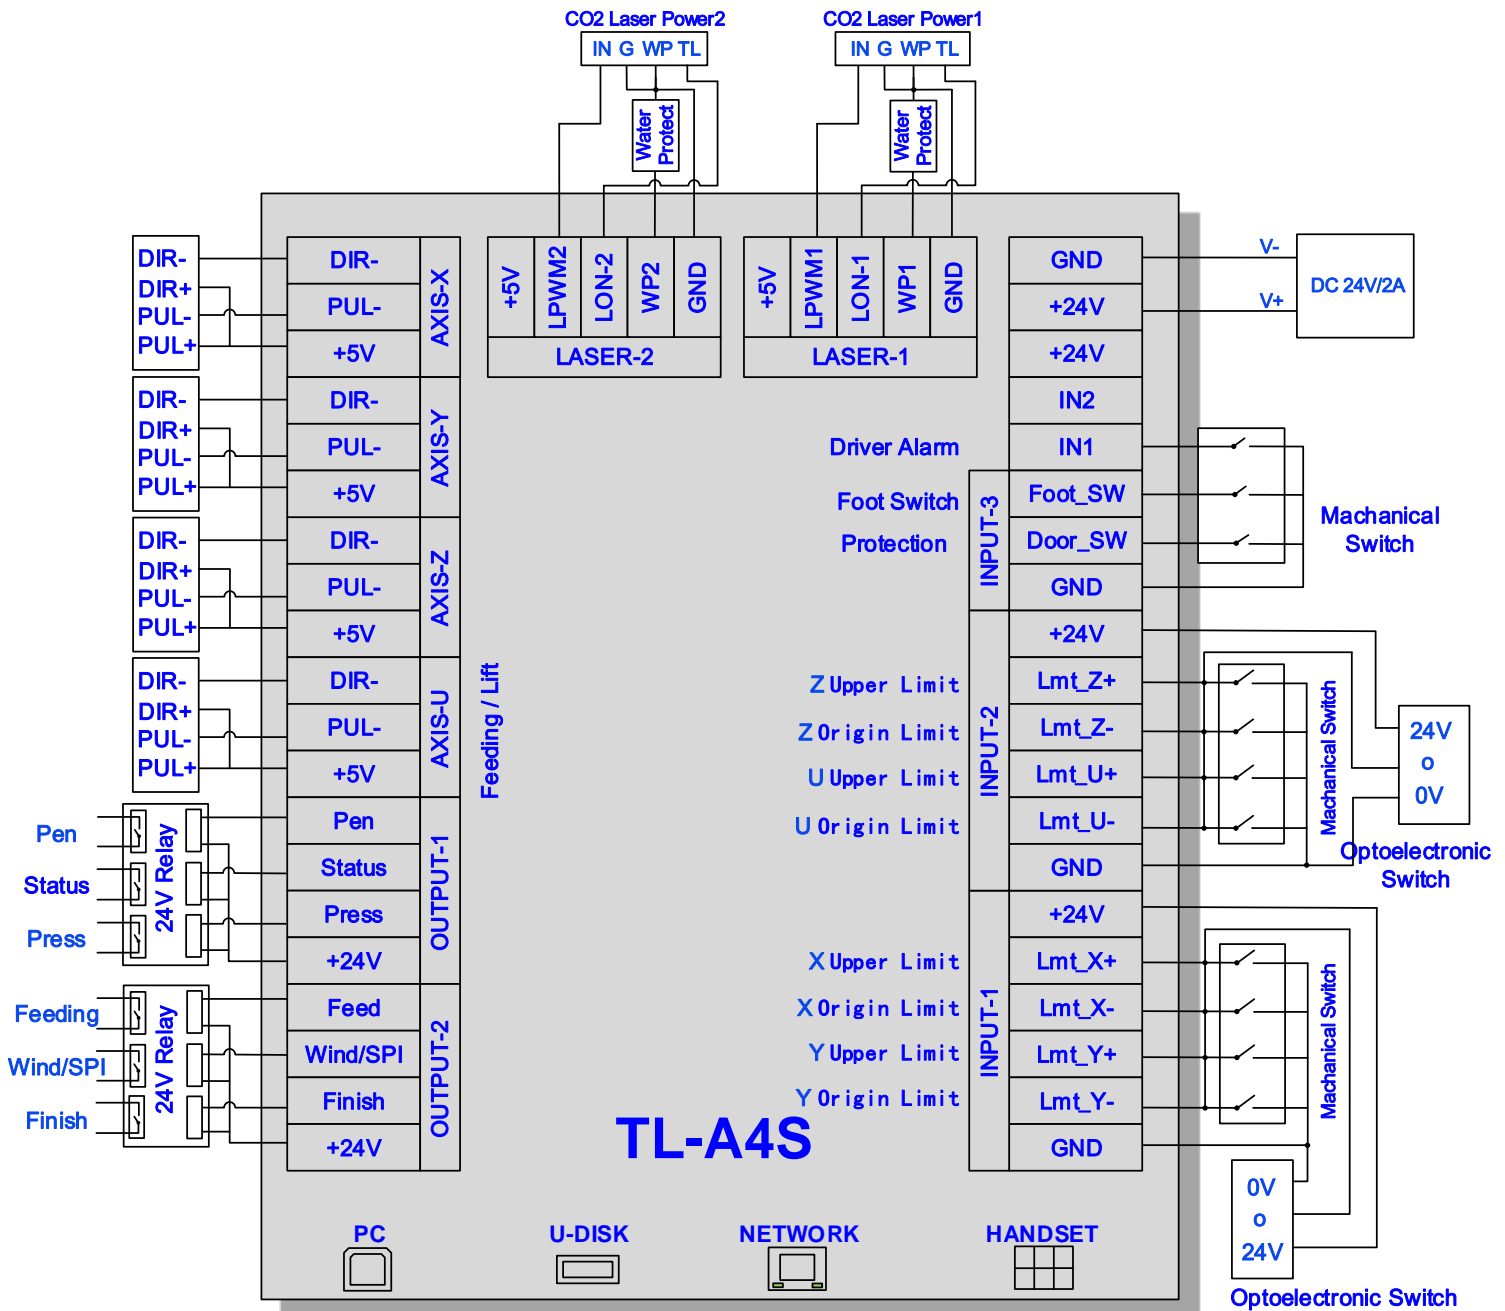 CO2 Laser Power2
IN G WP TL
Water
Protect
CO2 Laser Power1
IN G WP TL
Water
Protect
DIR-
DIR+
PUL-
PUL+
DIR-
DIR+
PUL-
PUL+
DIR-
DIR+
PUL-
PUL+
DIR-
DIR+
PUL-
PUL+
Pen
Status
Press
24V Relay
Feeding
Wind/SPI
Finish
24V Relay
DIR-
PUL-
+5V
AXIS-X
DIR-
PUL-
+5V
AXIS-Y
DIR-
PUL-
+5V
AXIS-Z
DIR-
PUL-
+5V
AXIS-U
Feeding / Lift
Pen
Status
Press
+24V
OUTPUT-1
Feed
Wind/SPI
Finish
+24V
OUTPUT-2
+5V
LPWM2
LON-2
WP2
GND
LASER-2
+5V
LPWM1
LON-1
WP1
GND
LASER-1
GND
+24V
+24V
IN2
Driver Alarm
IN1
Foot Switch
Foot_SW
Protection
Door_SW
GND
INPUT-3
+24V
Z Upper Limit
Lmt_Z+
Z Origin Limit
Lmt_Z-
U Upper Limit
Lmt_U+
U Origin Limit
Lmt_U-
GND
INPUT-2
+24V
X Upper Limit
Lmt_X+
X Origin Limit
Lmt_X-
Y Upper Limit
Lmt_Y+
Y Origin Limit
Lmt_Y-
GND
INPUT-1
V-
V+
DC 24V/2A
Machanical
Switch
Machanical Switch
24V
o
0V
Optoelectronic
Switch
Machanical Switch
0V
o
24V
Optoelectronic Switch
TL-A4S
PC
U-DISK
NETWORK
HANDSET